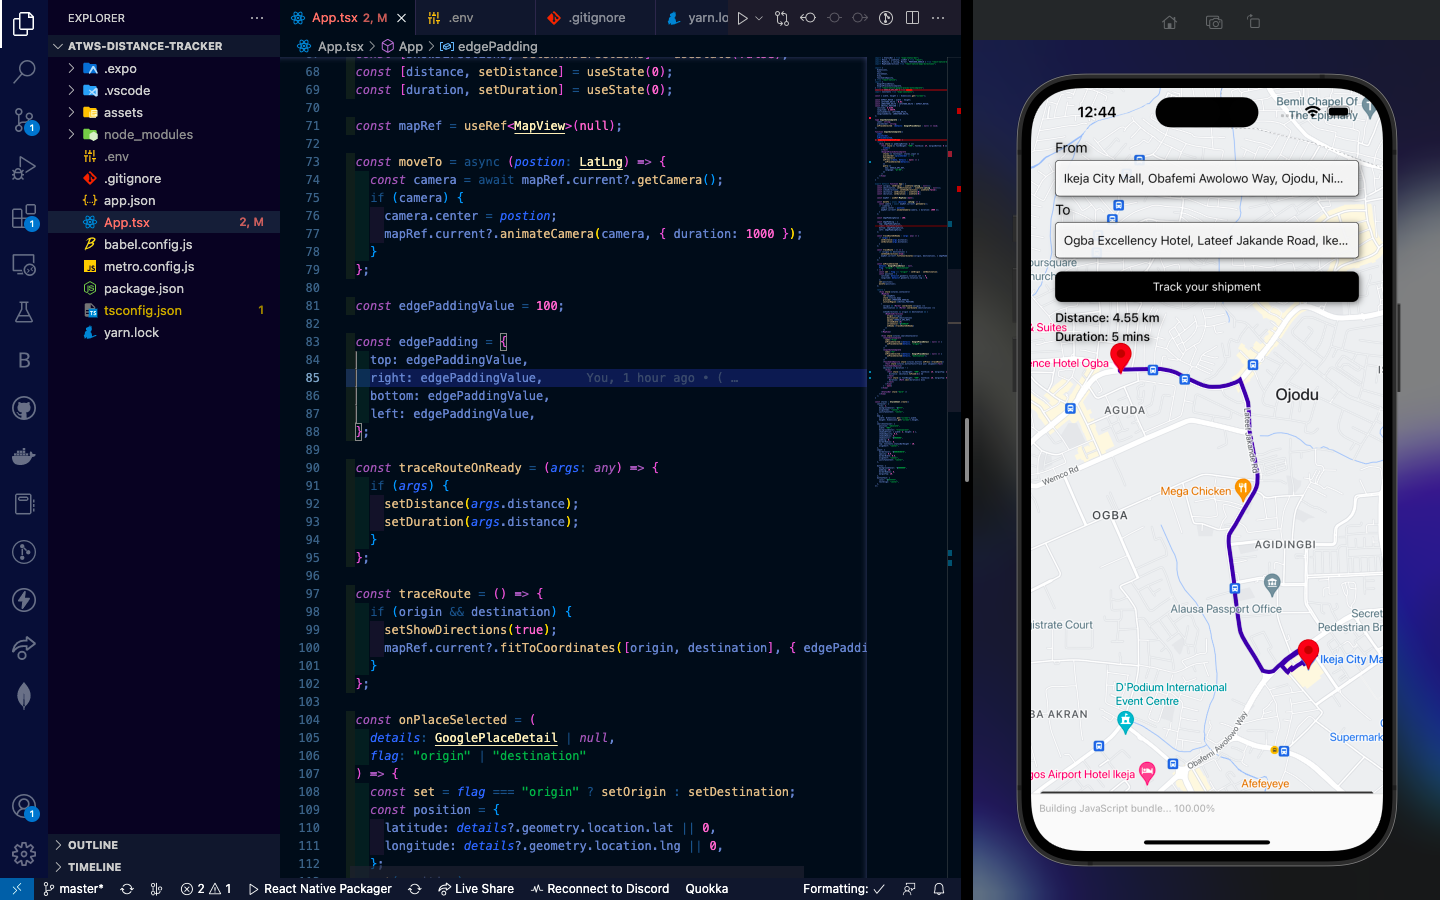 EXPLORER
ATWS-DISTANCE-TRACKER
.expo
.vscode
assets
node_modules
.env
.gitignore
app.json
App.tsx 2, M
babel.config.js
metro.config.js
package.json
tsconfig.json 1
yarn.lock
OUTLINE
TIMELINE
1
1
1
App.tsx 2, M
.env
.gitignore
yarn.lo
App.tsx > App > edgePadding
68 const [distance, setDistance] = useState(0);
69 const [duration, setDuration] = useState(0);
70
71 const mapRef = useRef<MapView>(null);
72
73 const moveTo = async (postion: LatLng) => {
74 const camera = await mapRef.current?.getCamera();
75 if (camera) {
76 camera.center = postion;
77 mapRef.current?.animateCamera(camera, { duration: 1000 });
78 }
79 };
80
81 const edgePaddingValue = 100;
82
83 const edgePadding = {
84 top: edgePaddingValue,
85 right: edgePaddingValue, You, 1 hour ago • ( …
86 bottom: edgePaddingValue,
87 left: edgePaddingValue,
88 };
89
90 const traceRouteOnReady = (args: any) => {
91 if (args) {
92 setDistance(args.distance);
93 setDuration(args.distance);
94 }
95 };
96
97 const traceRoute = () => {
98 if (origin && destination) {
99 setShowDirections(true);
100 mapRef.current?.fitToCoordinates([origin, destination], { edgePaddi
101 }
102 };
103
104 const onPlaceSelected = (
105 details: GooglePlaceDetail | null,
106 flag: "origin" | "destination"
107 ) => {
108 const set = flag === "origin" ? setOrigin : setDestination;
109 const position = {
110 latitude: details?.geometry.location.lat || 0,
111 longitude: details?.geometry.location.lng || 0,
112 };
master* 2 1 React Native Packager Live Share Reconnect to Discord Quokka Formatting:
12:44
Bemil Chapel Of
The Epiphany
From
Ikeja City Mall, Obafemi Awolowo Way, Ojodu, Ni...
To
Ogba Excellency Hotel, Lateef Jakande Road, Ike...
oursquare
church
Track your shipment
Distance: 4.55 km
& Suites
Duration: 5 mins
nce Hotel Ogba
Ojodu
AGUDA
Lateef Jakande Rd
Wemco Rd
Mega Chicken
OGBA
AGIDINGBI
Alausa Passport Office
Secret
Pedestrian Br
istrate Court
Ikeja City Ma
D'Podium International
Event Centre
BA AKRAN
Obafemi Awolowo Way
Supermark
gos Airport Hotel Ikeja
Afefeyeye
Building JavaScript bundle... 100.00%